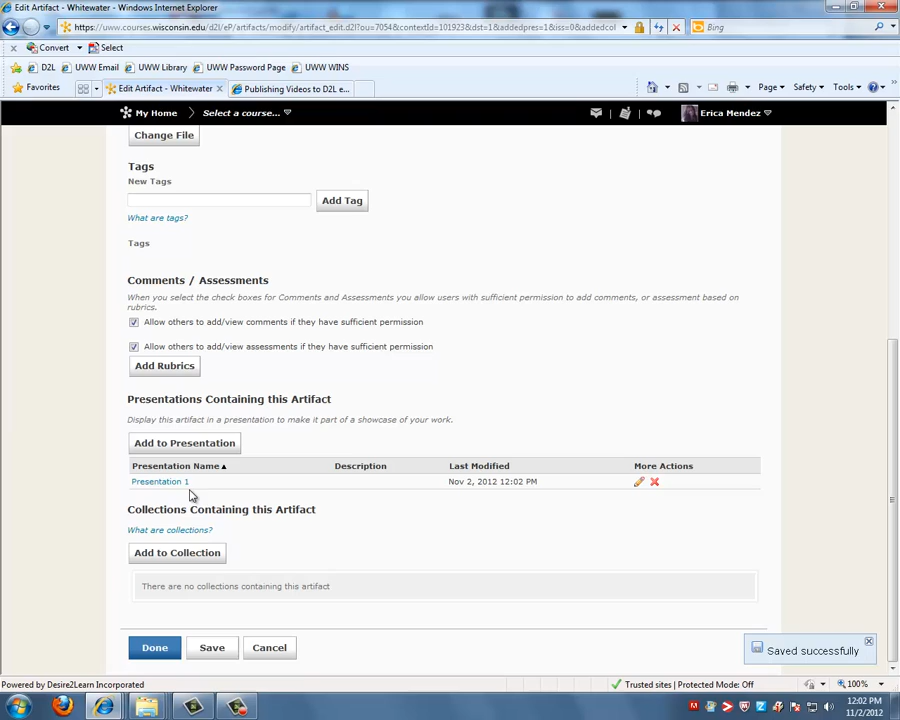 Edit Artifact - Whitewater - Windows Internet Explorer
https://www.courses.wisconsin.edu/d2l/eP/artifacts/modify/artifact_edit.d2l?ou=7054&contextId=101923&dst=1&addedpres=1&iss=0&addedcol
Bing
x Convert Select
D2L UWW Email UWW Library UWW Password Page UWW WINS
Favorites Edit Artifact - Whitewater x Publishing Videos to D2L e... Page Safety Tools
My Home Select a course... Erica Mendez
Change File
Tags
New Tags
Add Tag
What are tags?
Tags
Comments / Assessments
When you select the check boxes for Comments and Assessments you allow users with sufficient permission to add comments, or assessment based on
rubrics.
Allow others to add/view comments if they have sufficient permission
Allow others to add/view assessments if they have sufficient permission
Add Rubrics
Presentations Containing this Artifact
Display this artifact in a presentation to make it part of a showcase of your work.
Add to Presentation
Presentation Name Description Last Modified More Actions
Presentation 1 Nov 2, 2012 12:02 PM
Collections Containing this Artifact
What are collections?
Add to Collection
There are no collections containing this artifact
Done Save Cancel
Saved successfully
Powered by Desire2Learn Incorporated Trusted sites | Protected Mode: Off 100%
12:02 PM
11/2/2012